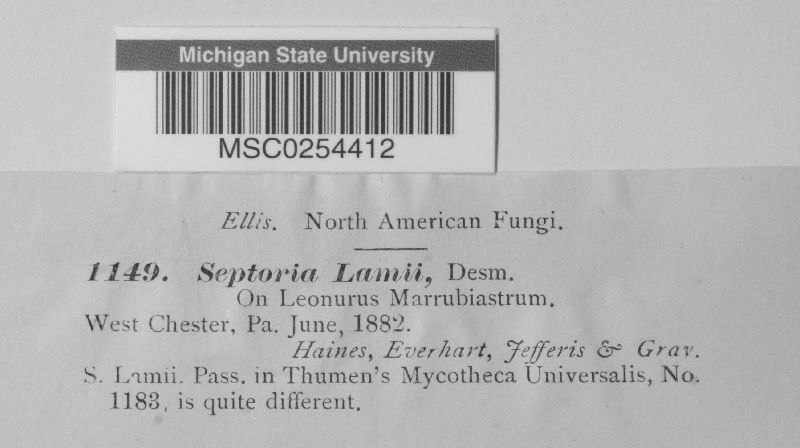 Michigan State University
MSC0254412
Ellis. North American Fungi.
1149. Septoria Lamii, Desm.
On Leonurus Marrubiastrum.
West Chester, Pa. June, 1882.
Haines, Everhart, Jefferis & Gray.
S. Lamii. Pass. in Thumen's Mycotheca Universalis, No.
1183, is quite different.